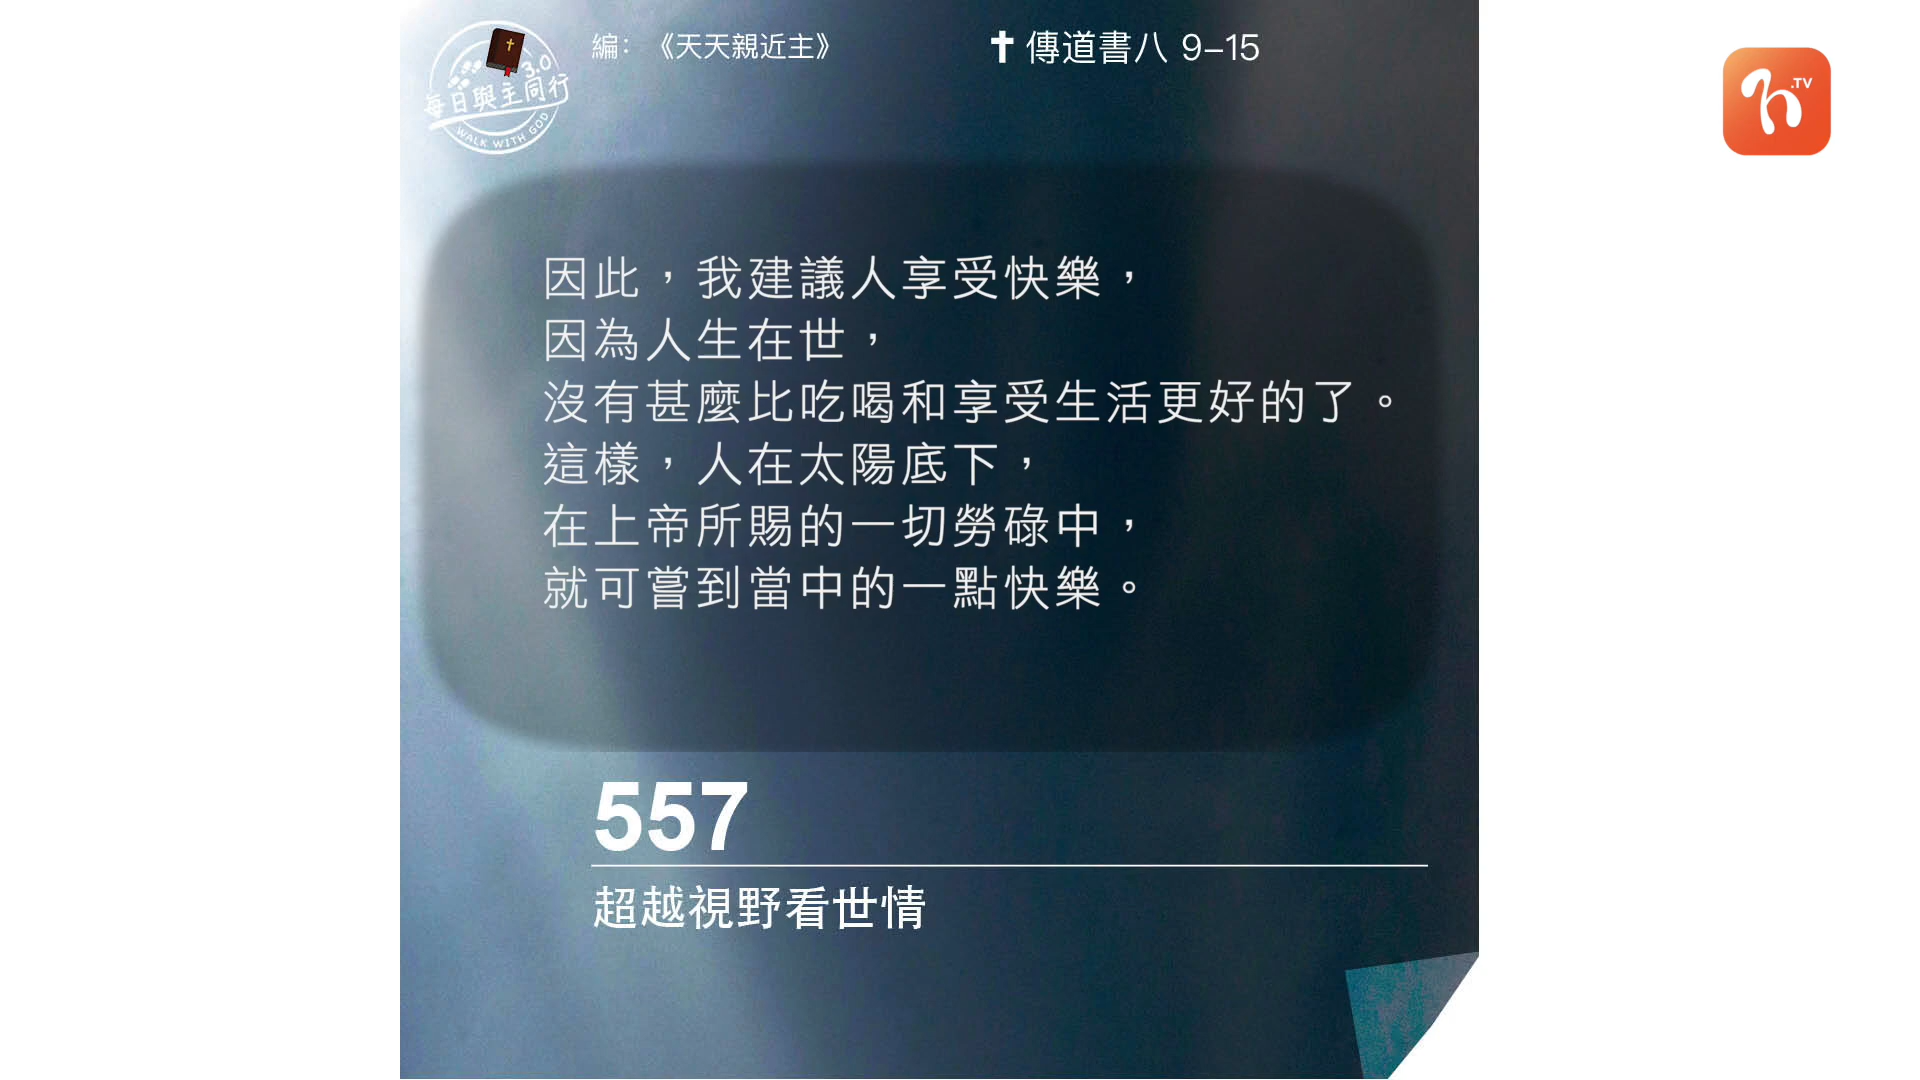 編：《天天親近主》
✝ 傳道書八 9–15
3.0
每日與主同行
WALK WITH GOD
h.TV
因此，我建議人享受快樂，
因為人生在世，
沒有甚麼比吃喝和享受生活更好的了。
這樣，人在太陽底下，
在上帝所賜的一切勞碌中，
就可嘗到當中的一點快樂。
557
超越視野看世情